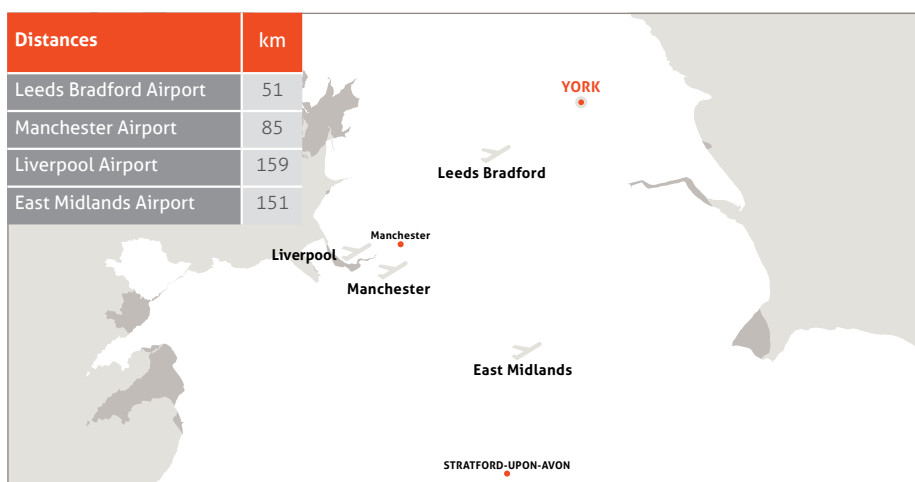 Distances km
Leeds Bradford Airport 51
Manchester Airport 85
Liverpool Airport 159
East Midlands Airport 151
YORK
Leeds Bradford
Manchester
Liverpool
Manchester
East Midlands
STRATFORD-UPON-AVON